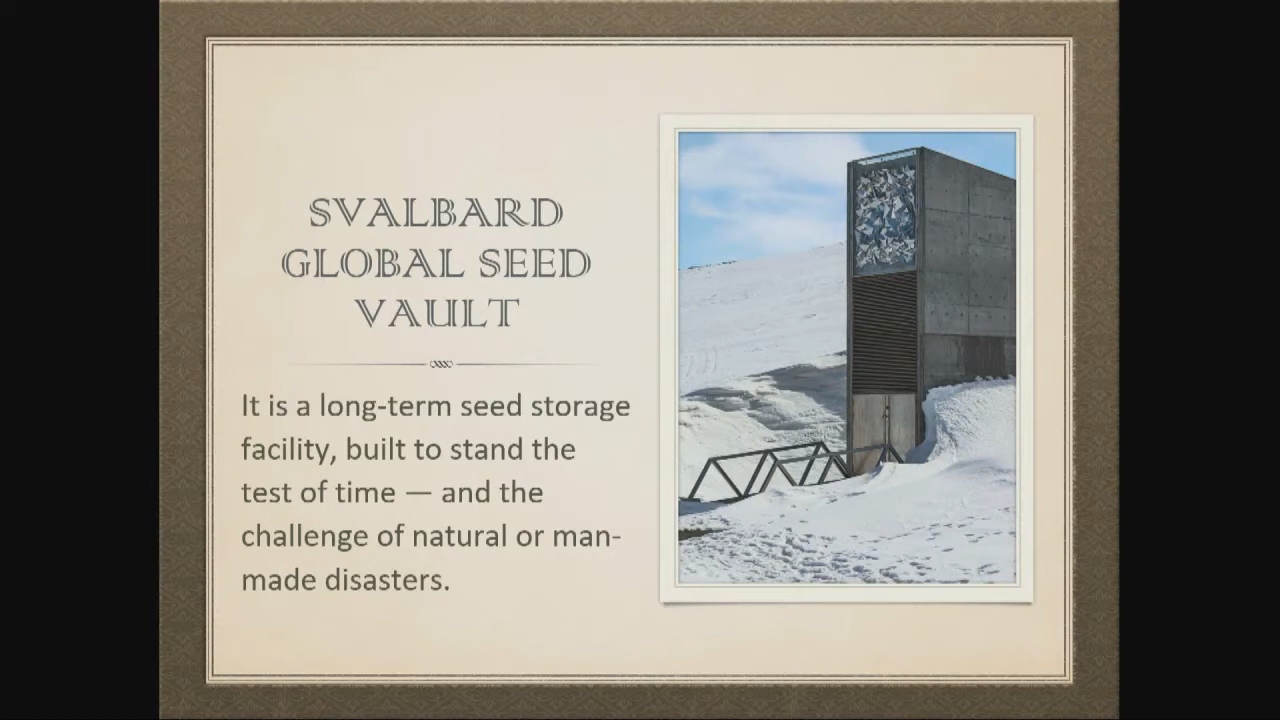 SVALBARD
GLOBAL SEED
VAULT
It is a long-term seed storage
facility, built to stand the
test of time — and the
challenge of natural or man-
made disasters.